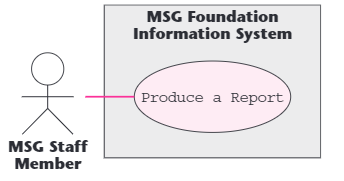 MSG Foundation
Information System
Produce a Report
MSG Staff
Member